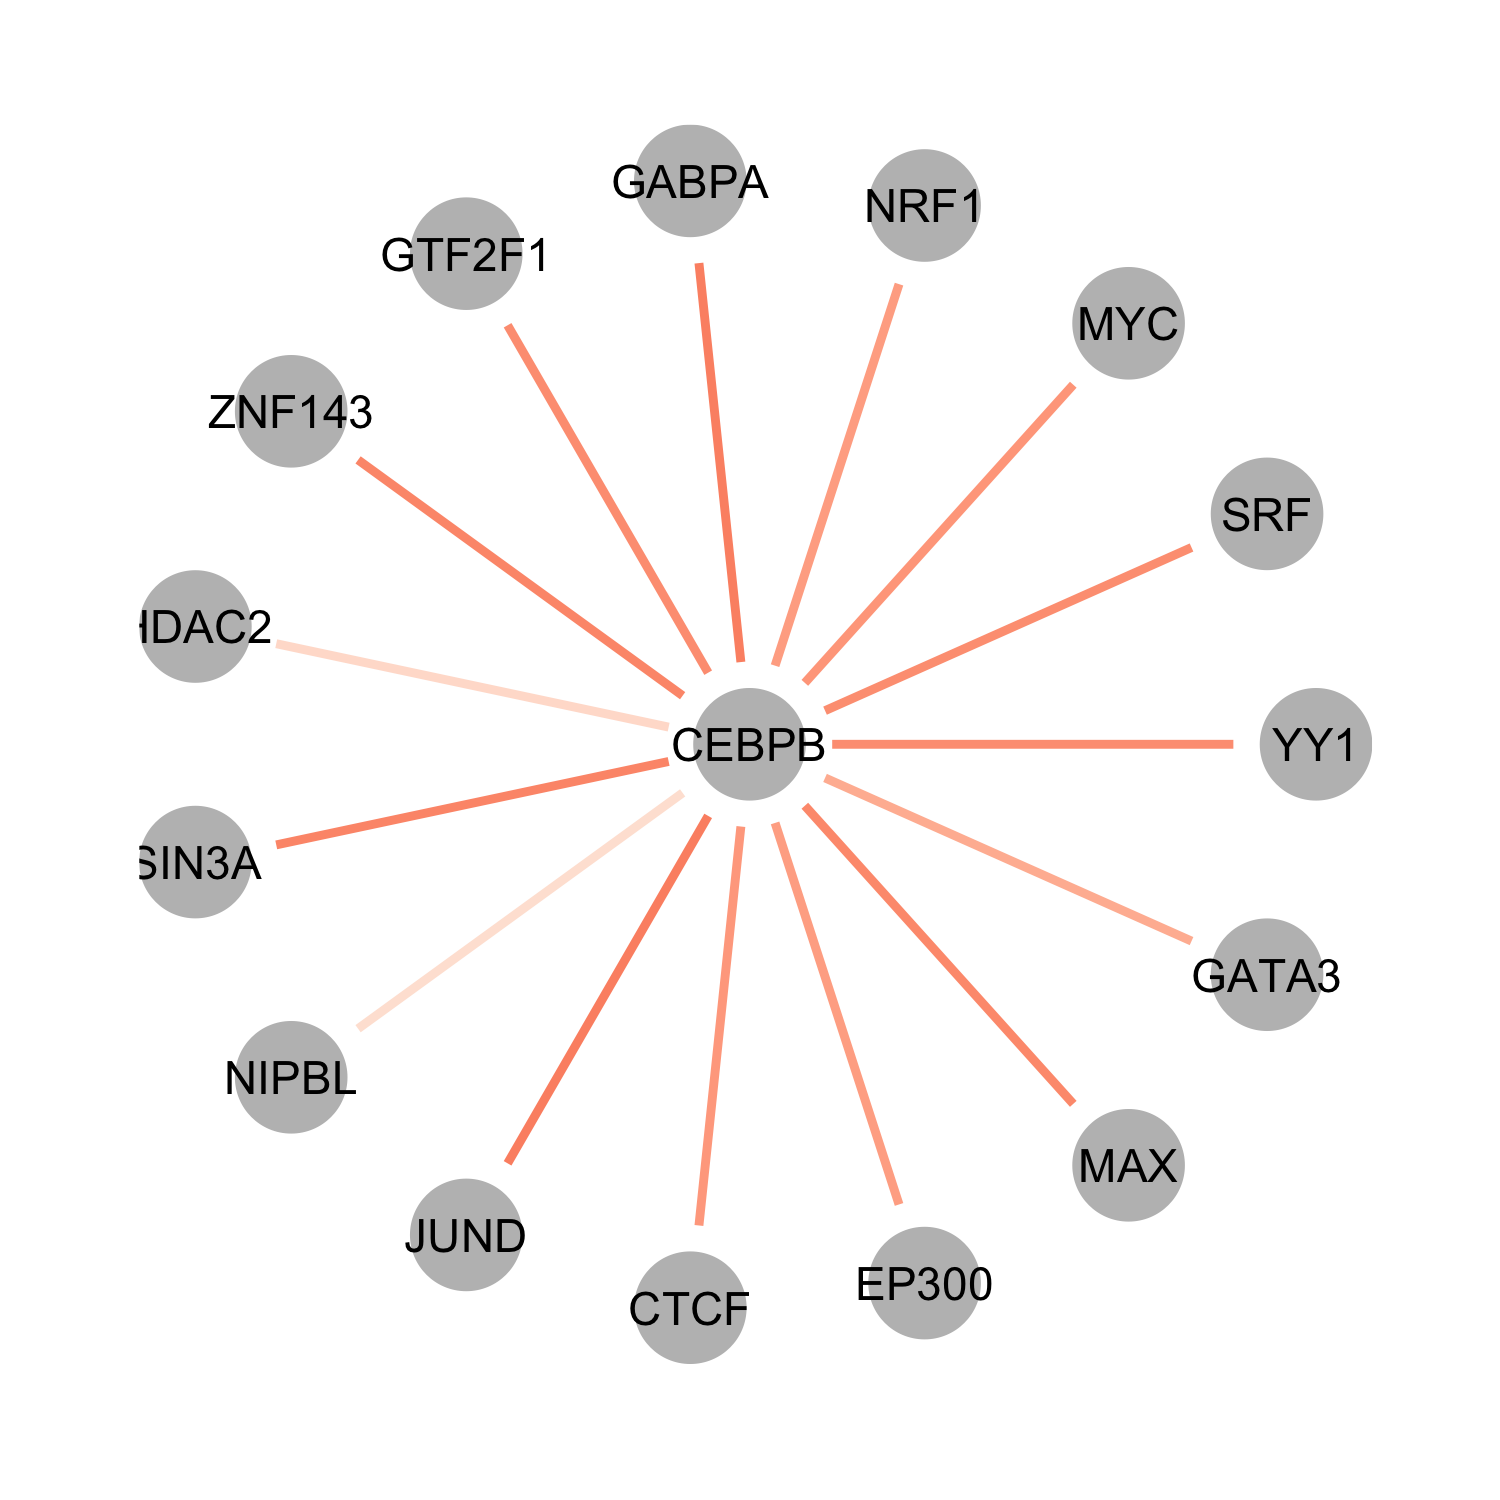 GABPA
NRF1
GTF2F1
MYC
ZNF143
SRF
HDAC2
CEBPB
YY1
SIN3A
GATA3
NIPBL
MAX
JUND
EP300
CTCF